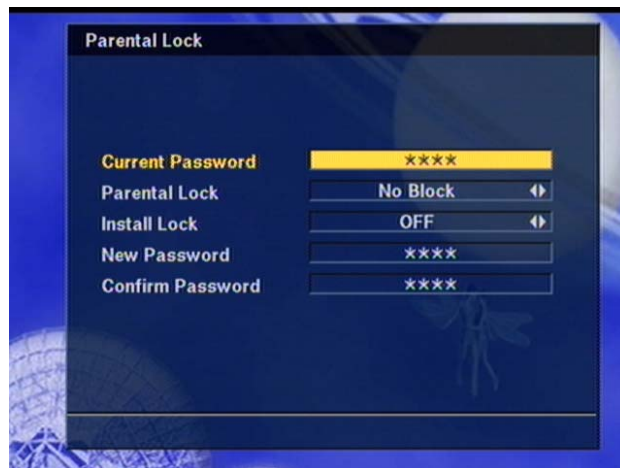 Parental Lock
Current Password ****
Parental Lock No Block
Install Lock OFF
New Password ****
Confirm Password ****